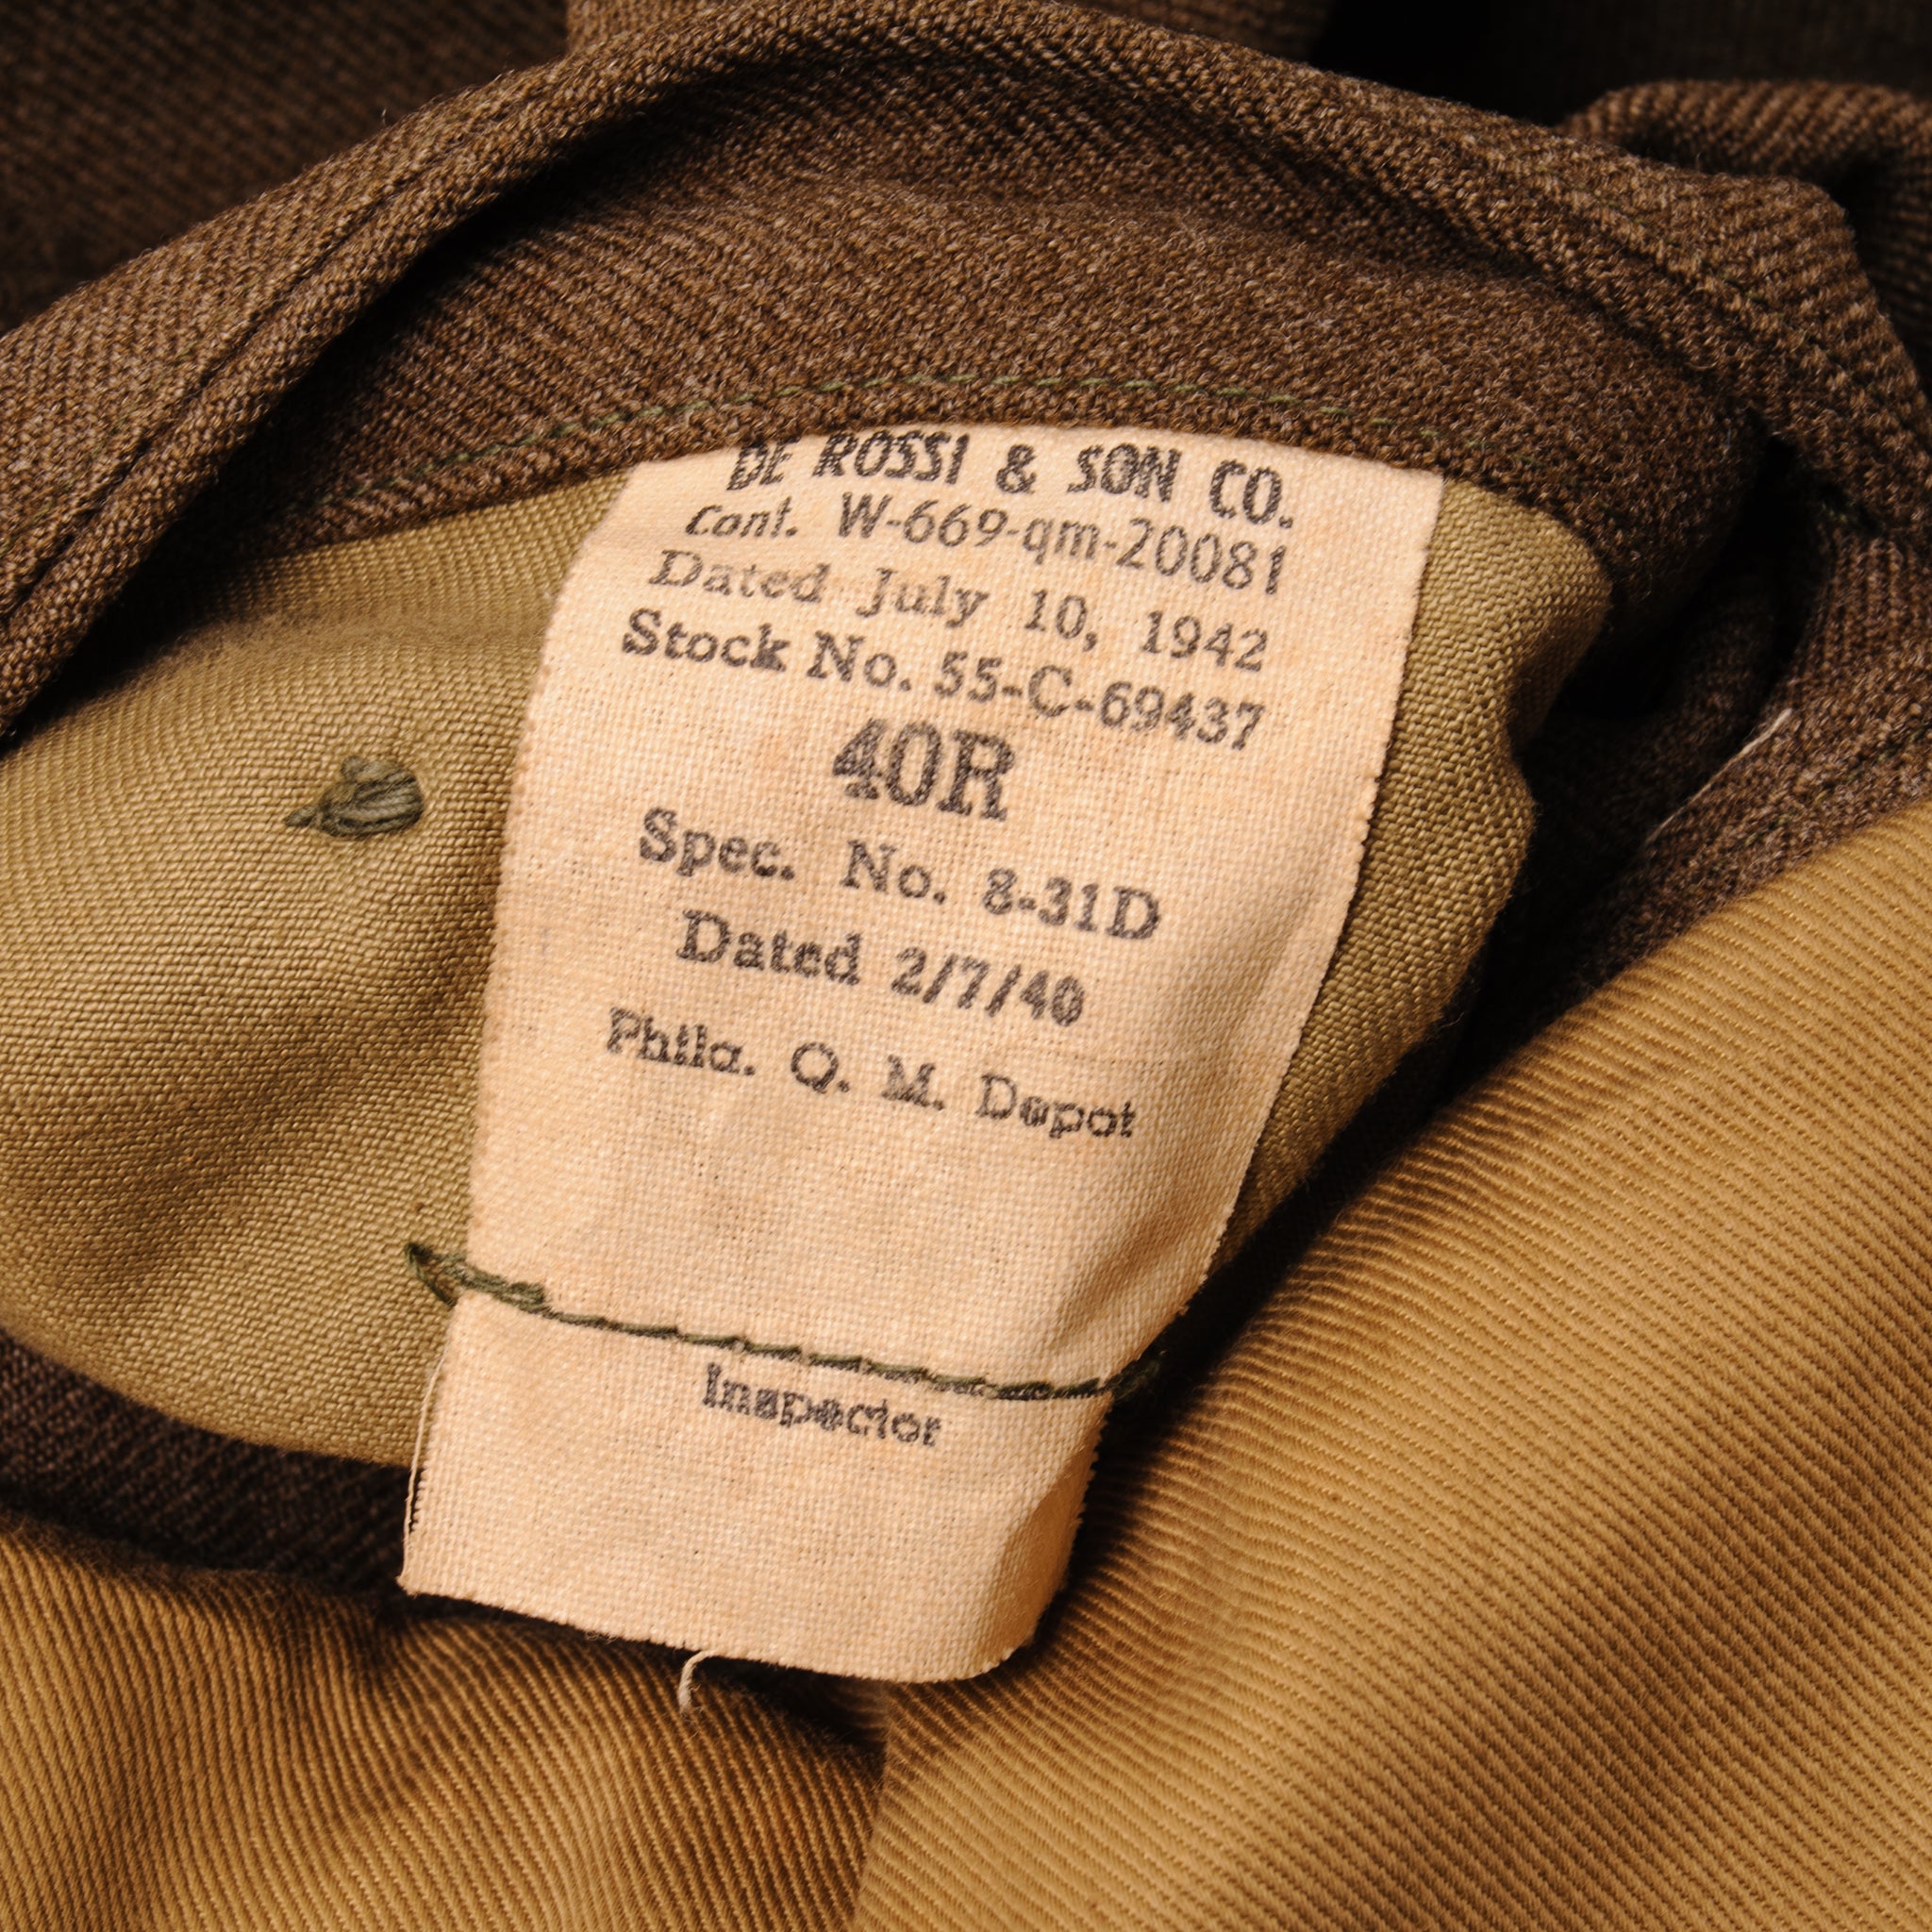 DE ROSSI & SON CO.
Cont. W-669-qm-20081
Dated July 10, 1942
Stock No. 55-C-69437
40R
Spec. No. 8-31D
Dated 2/7/40
Phila. Q. M. Depot
Inspector